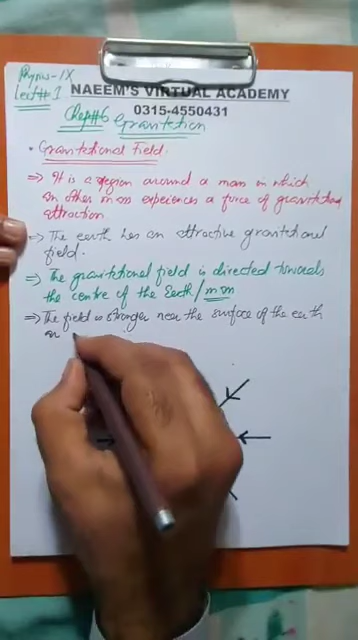 Physics-IX
Lect#1
NAEEM'S VIRTUAL ACADEMY
0315-4550431
Chap#6 Gravitation
• Gravitational Field
⇒ It is a region around a mass in which
an other mass experiences a force of gravitational
attraction
⇒ The earth has an attractive gravitational
field.
⇒ The gravitational field is directed towards
the centre of the Earth/
⇒ The field is stronger near the surface of the earth